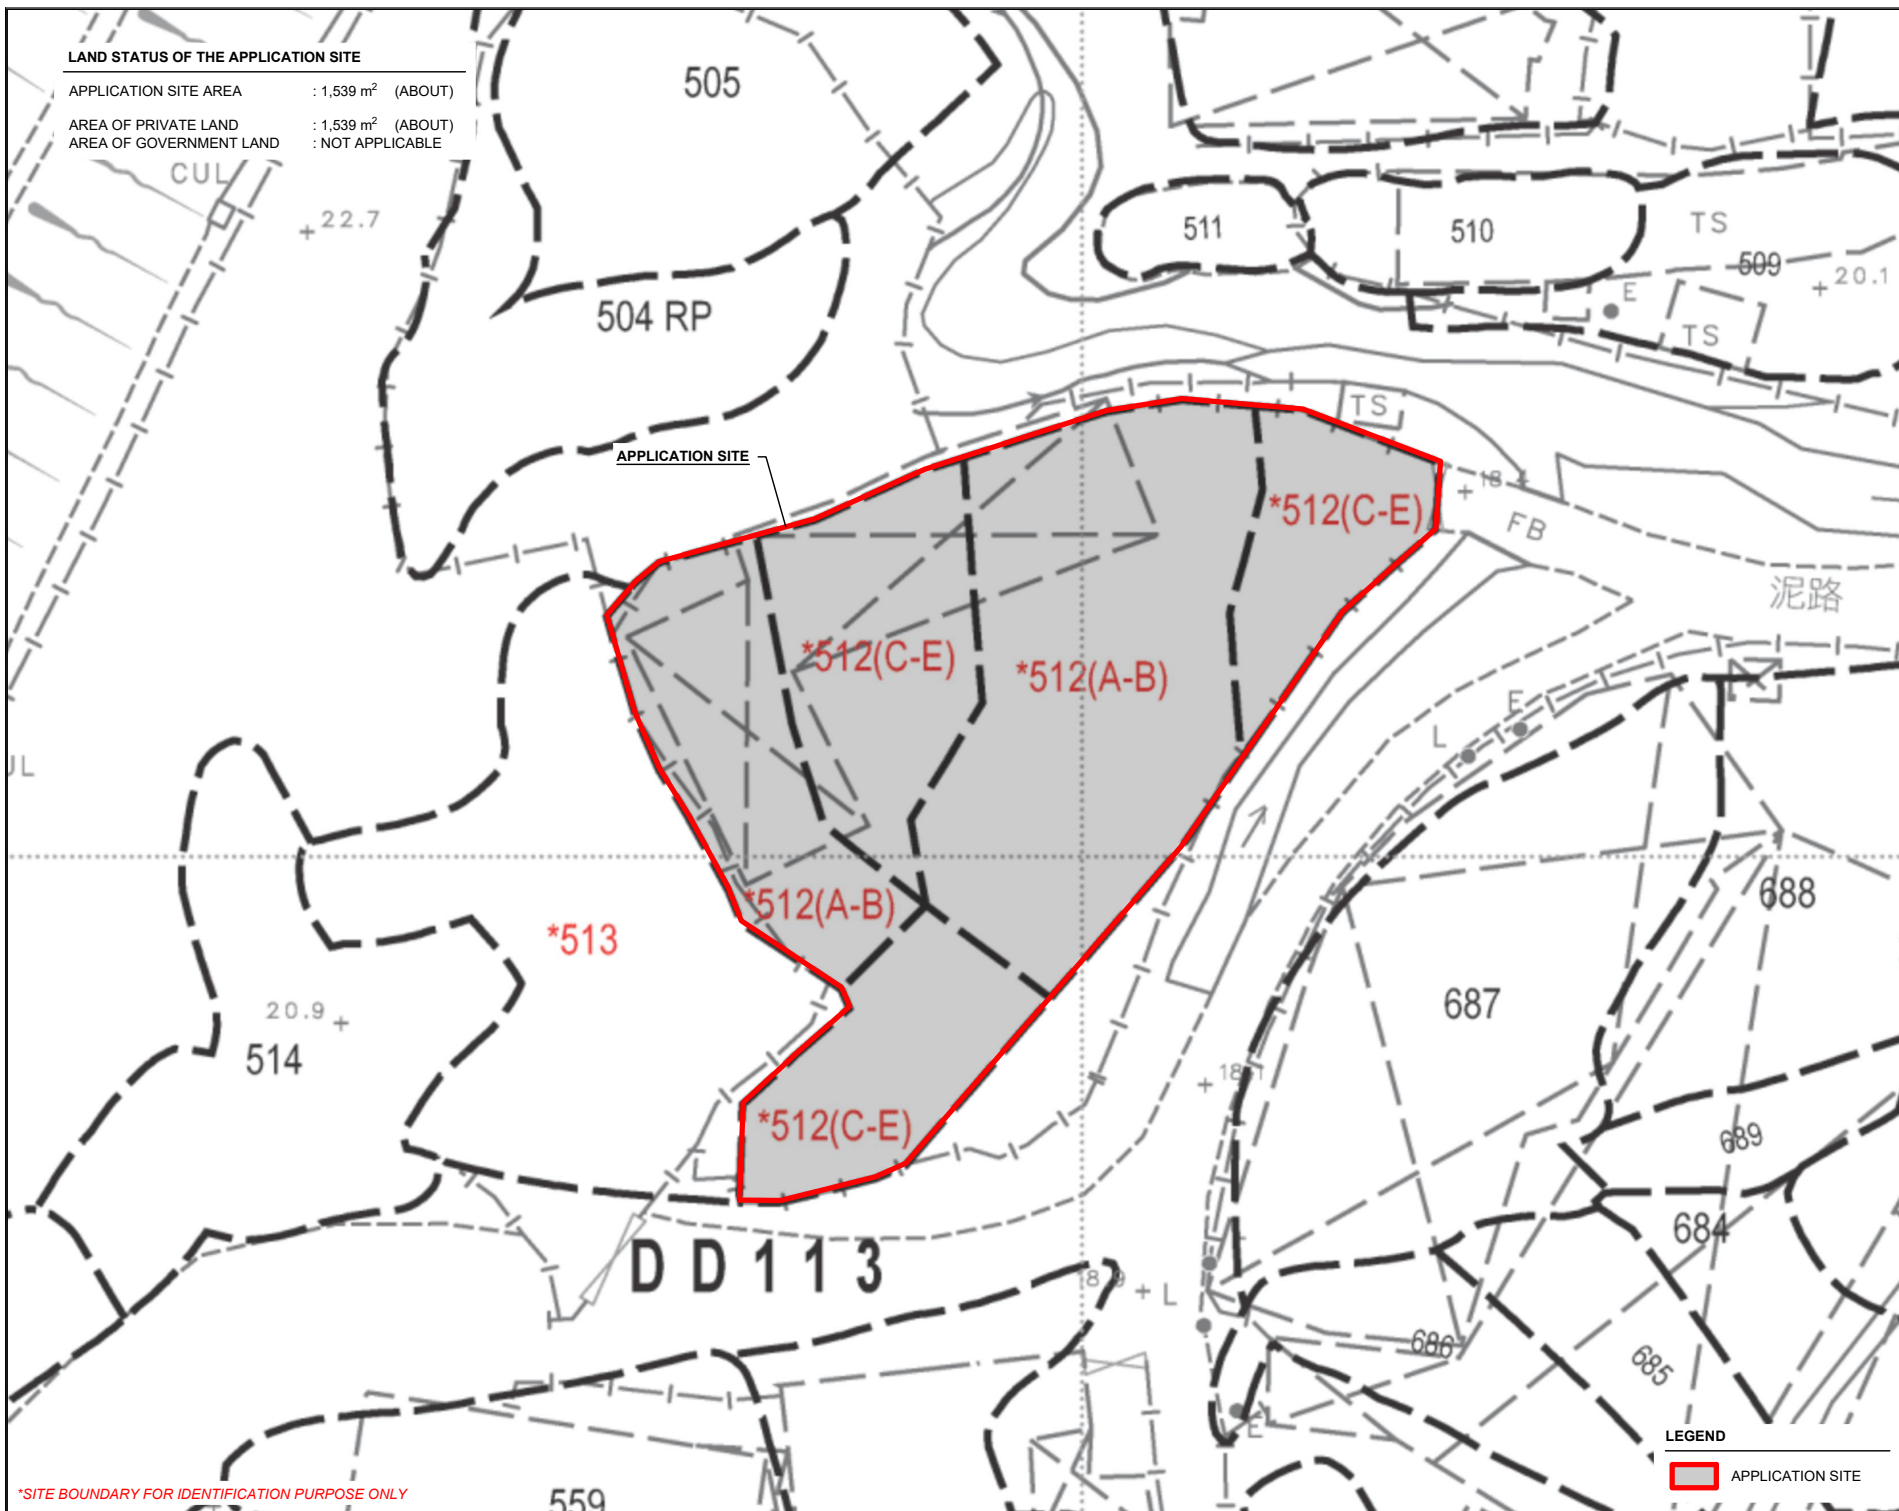 LAND STATUS OF THE APPLICATION SITE
APPLICATION SITE AREA : 1,539 m² (ABOUT)
AREA OF PRIVATE LAND : 1,539 m² (ABOUT)
AREA OF GOVERNMENT LAND : NOT APPLICABLE
505
CUL
+ 22.7
511
510
TS
509
+ 20.1
E
504 RP
TS
TS
APPLICATION SITE
*512(C-E)
+ 18.4
FB
泥路
*512(C-E)
*512(A-B)
E
L
688
*512(A-B)
*513
687
20.9 +
514
+ 18.1
*512(C-E)
689
684
DD113
+ L
686
685
E
LEGEND
APPLICATION SITE
*SITE BOUNDARY FOR IDENTIFICATION PURPOSE ONLY
559